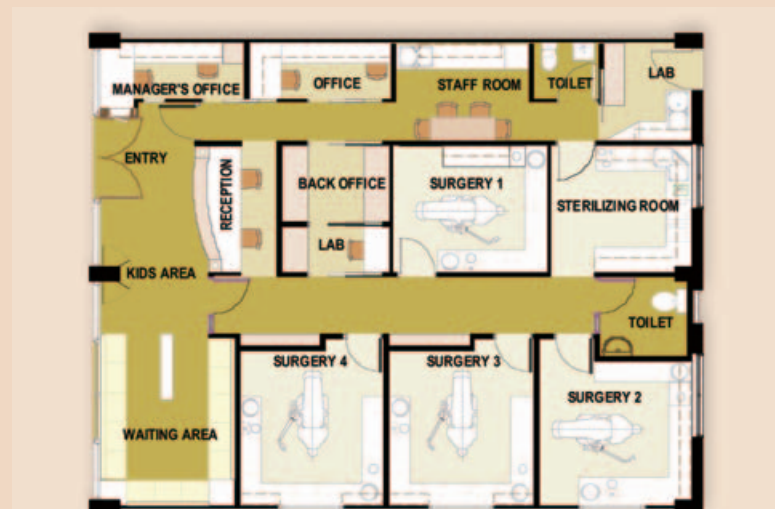 MANAGER'S OFFICE
OFFICE
STAFF ROOM
TOILET
LAB
ENTRY
RECEPTION
BACK OFFICE
SURGERY 1
STERILIZING ROOM
LAB
KIDS AREA
TOILET
SURGERY 4
SURGERY 3
SURGERY 2
WAITING AREA